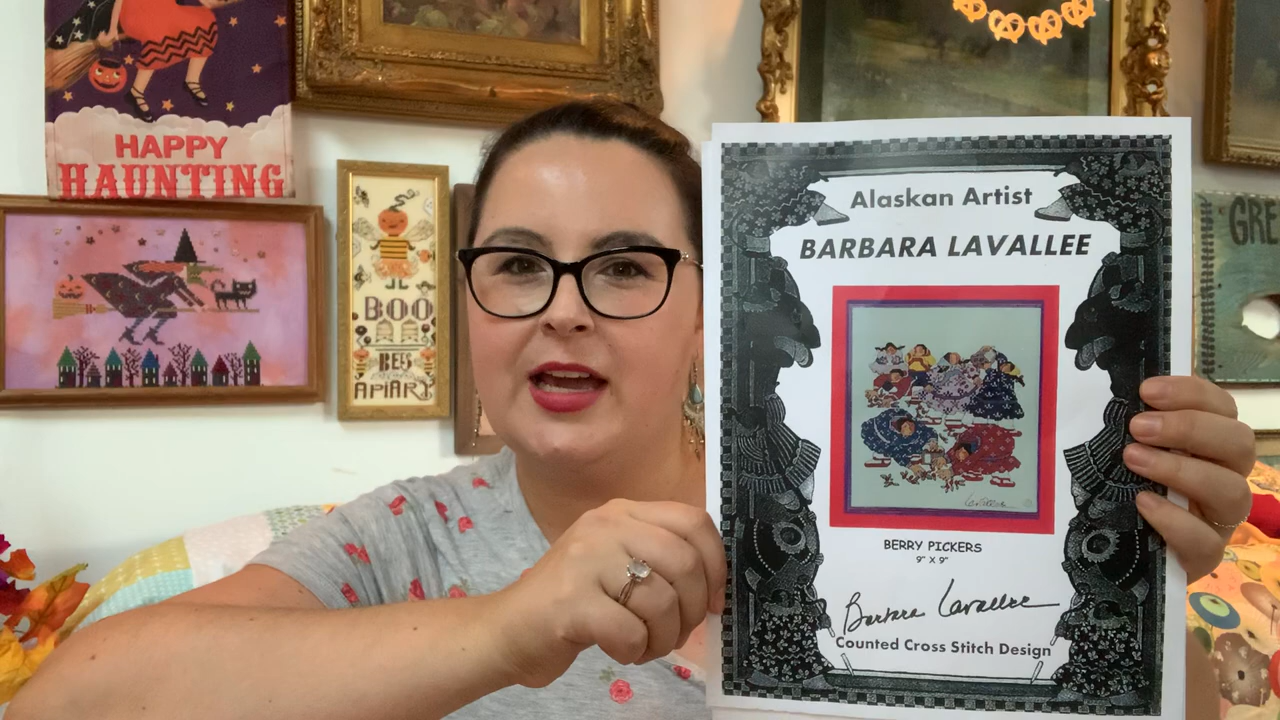 HAPPY
HAUNTING
BOO
BEES
APIARY
GRE
Alaskan Artist
BARBARA LAVALLEE
BERRY PICKERS
9" X 9"
Barbara Lavallee
Counted Cross Stitch Design